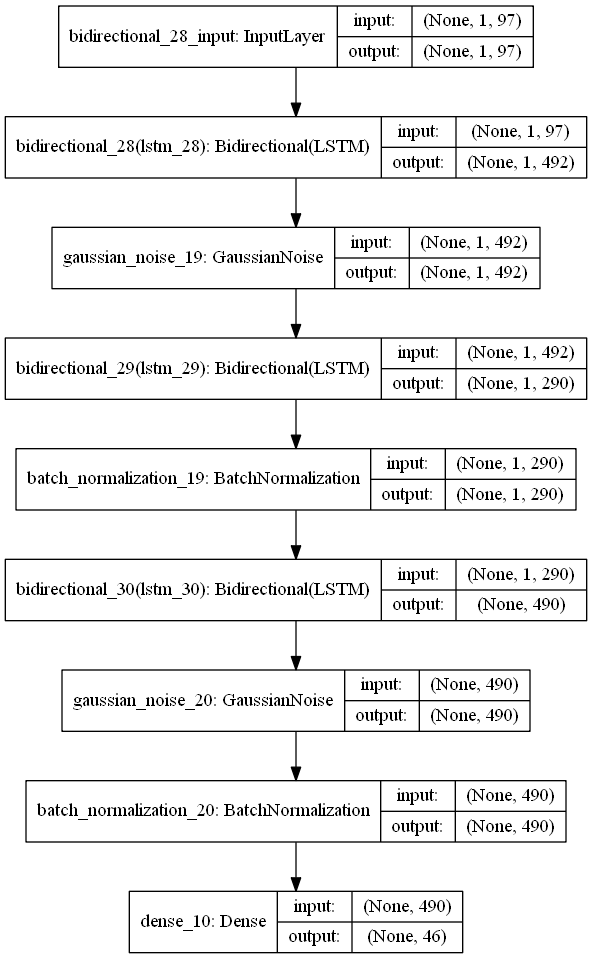 bidirectional_28_input: InputLayer
input: (None, 1, 97)
output: (None, 1, 97)
bidirectional_28(lstm_28): Bidirectional(LSTM)
input: (None, 1, 97)
output: (None, 1, 492)
gaussian_noise_19: GaussianNoise
input: (None, 1, 492)
output: (None, 1, 492)
bidirectional_29(lstm_29): Bidirectional(LSTM)
input: (None, 1, 492)
output: (None, 1, 290)
batch_normalization_19: BatchNormalization
input: (None, 1, 290)
output: (None, 1, 290)
bidirectional_30(lstm_30): Bidirectional(LSTM)
input: (None, 1, 290)
output: (None, 490)
gaussian_noise_20: GaussianNoise
input: (None, 490)
output: (None, 490)
batch_normalization_20: BatchNormalization
input: (None, 490)
output: (None, 490)
dense_10: Dense
input: (None, 490)
output: (None, 46)